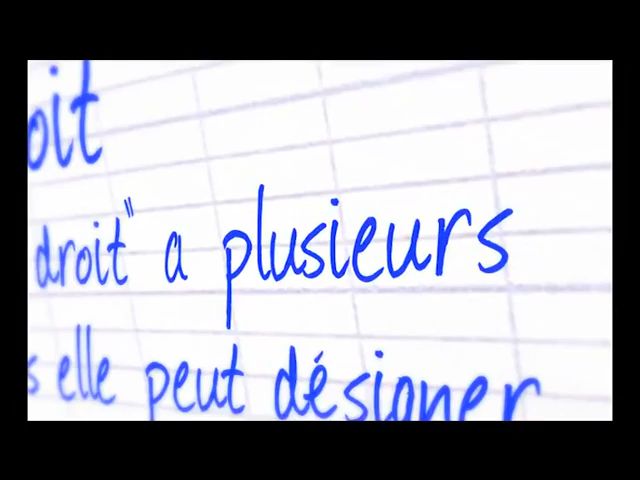 oit
droit" a plusieurs
s elle peut désigner